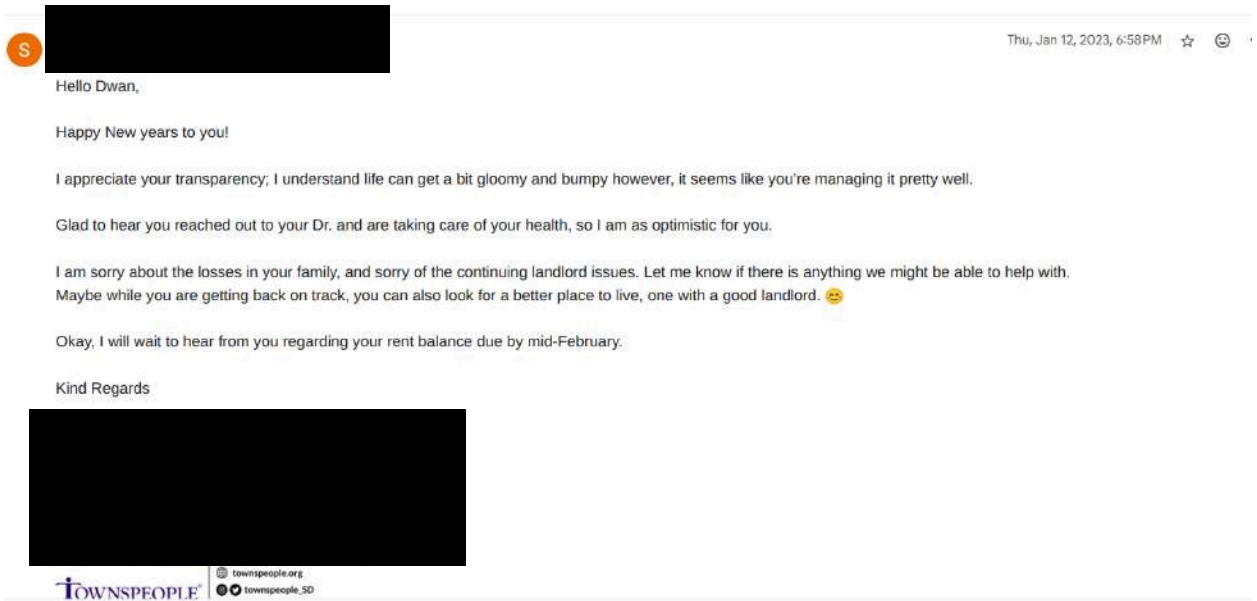 S
Thu, Jan 12, 2023, 6:58 PM
Hello Dwan,
Happy New years to you!
I appreciate your transparency; I understand life can get a bit gloomy and bumpy however, it seems like you're managing it pretty well.
Glad to hear you reached out to your Dr. and are taking care of your health, so I am as optimistic for you.
I am sorry about the losses in your family, and sorry of the continuing landlord issues. Let me know if there is anything we might be able to help with.
Maybe while you are getting back on track, you can also look for a better place to live, one with a good landlord. 😊
Okay, I will wait to hear from you regarding your rent balance due by mid-February.
Kind Regards
townspeople.org
TOWNSPEOPLE® townspeople_SD